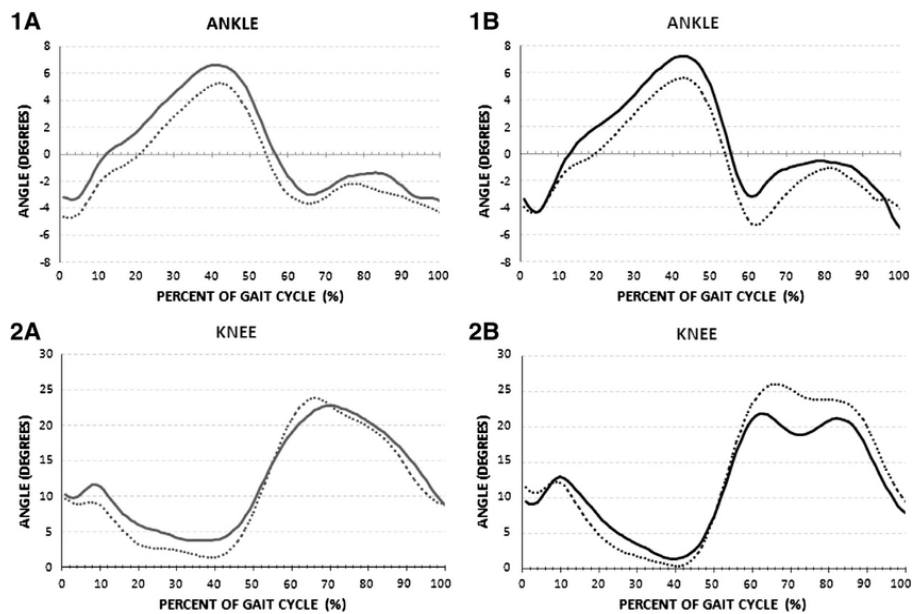 1A
ANKLE
ANGLE (DEGREES)
8
6
4
2
0
-2
-4
-6
-8
0 10 20 30 40 50 60 70 80 90 100
PERCENT OF GAIT CYCLE (%)
1B
ANKLE
ANGLE (DEGREES)
8
6
4
2
0
-2
-4
-6
-8
0 10 20 30 40 50 60 70 80 90 100
PERCENT OF GAIT CYCLE (%)
2A
KNEE
ANGLE (DEGREES)
30
25
20
15
10
5
0
0 10 20 30 40 50 60 70 80 90 100
PERCENT OF GAIT CYCLE (%)
2B
KNEE
ANGLE (DEGREES)
30
25
20
15
10
5
0
0 10 20 30 40 50 60 70 80 90 100
PERCENT OF GAIT CYCLE (%)